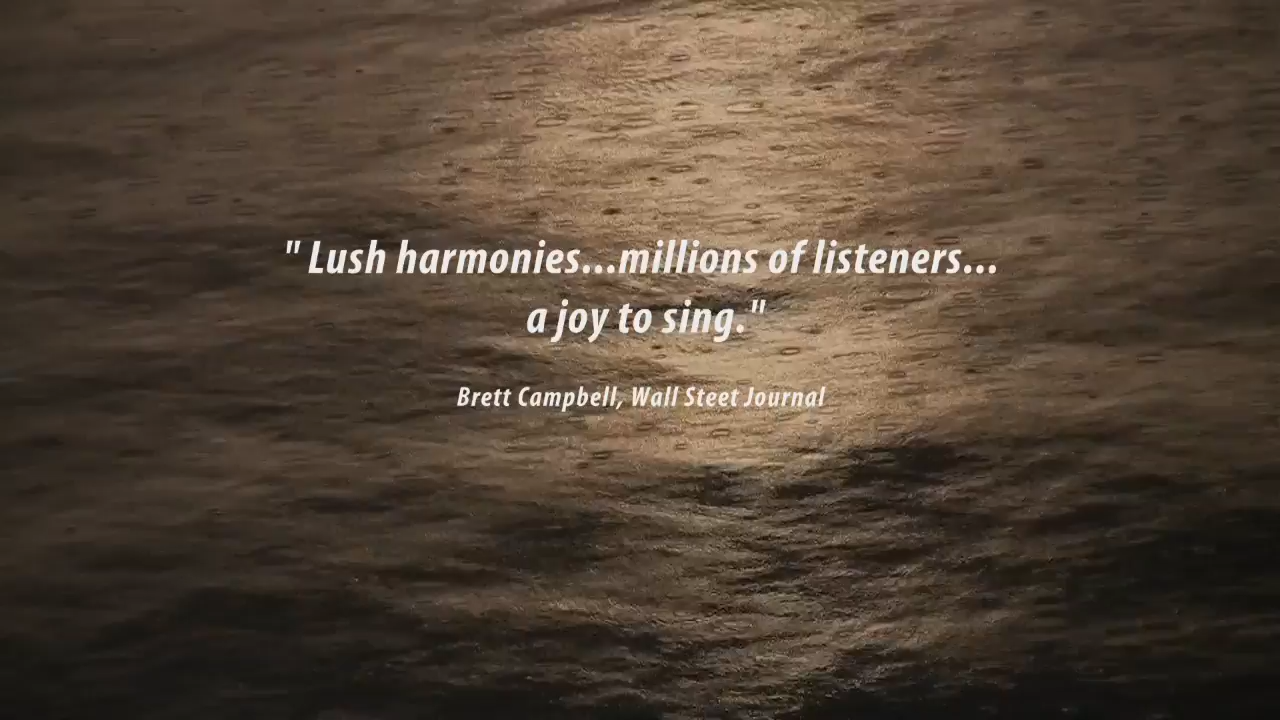 " Lush harmonies...millions of listeners...
a joy to sing."
Brett Campbell, Wall Steet Journal